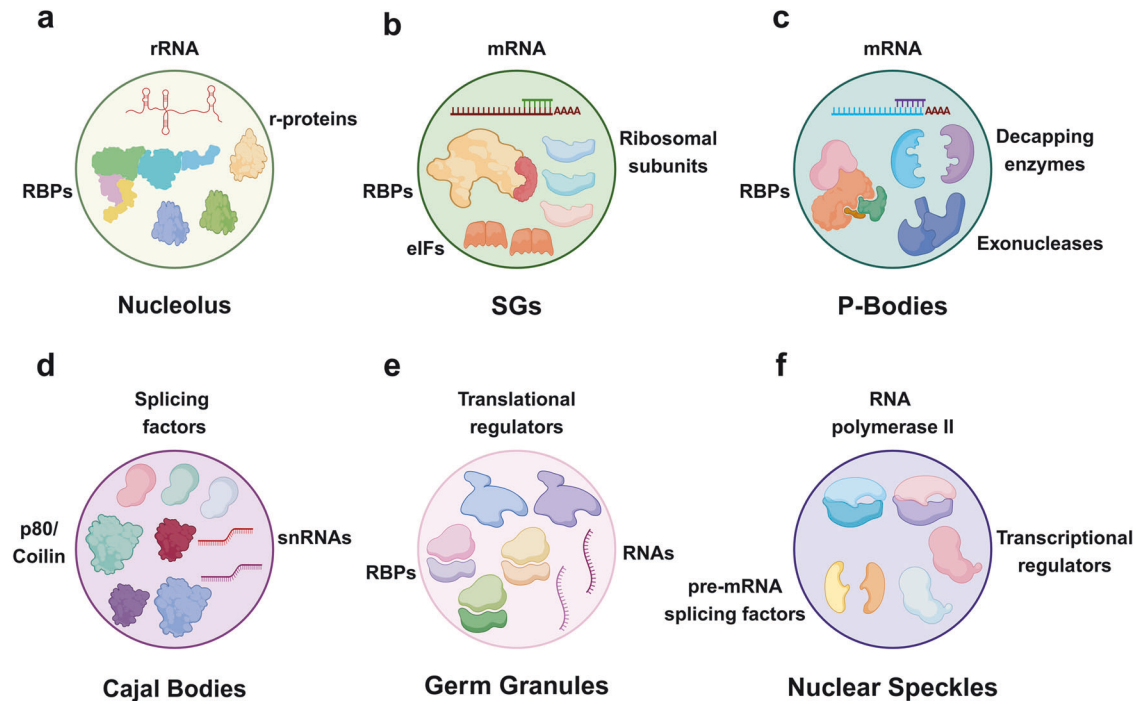 a
rRNA
r-proteins
RBPs
Nucleolus
b
mRNA
AAAA
Ribosomal
subunits
RBPs
eIFs
SGs
c
mRNA
AAAA
Decapping
enzymes
RBPs
Exonucleases
P-Bodies
d
Splicing
factors
p80/
Coilin
snRNAs
Cajal Bodies
e
Translational
regulators
RBPs
RNAs
Germ Granules
f
RNA
polymerase II
Transcriptional
regulators
pre-mRNA
splicing factors
Nuclear Speckles